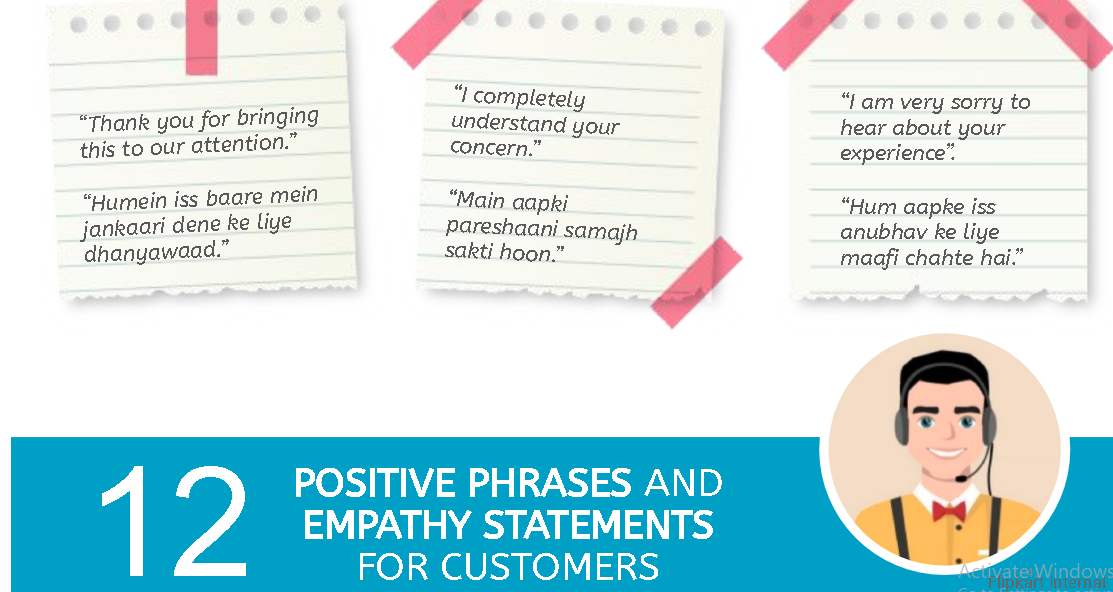 “Thank you for bringing
this to our attention.”
“Humein iss baare mein
jankaari dene ke liye
dhanyawaad.”
“I completely
understand your
concern.”
“Main aapki
pareshaani samajh
sakti hoon.”
“I am very sorry to
hear about your
experience”.
“Hum aapke iss
anubhav ke liye
maafi chahte hai.”
12
POSITIVE PHRASES AND
EMPATHY STATEMENTS
FOR CUSTOMERS
Activate Windows